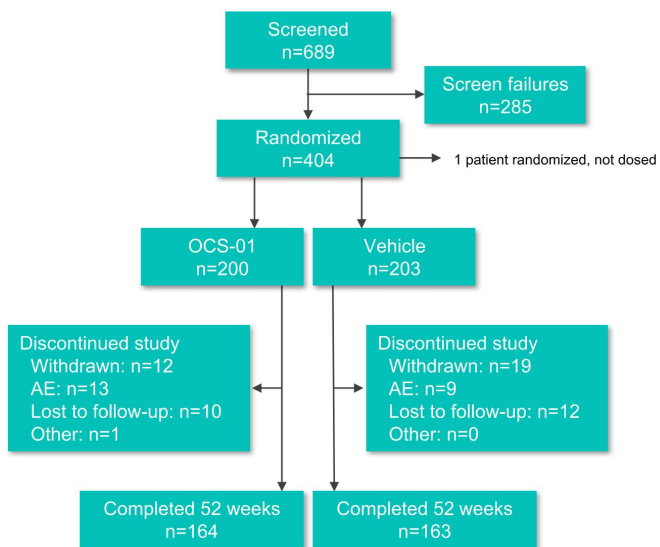 Screened
n=689
Screen failures
n=285
Randomized
n=404
1 patient randomized, not dosed
OCS-01
n=200
Vehicle
n=203
Discontinued study
Withdrawn: n=12
AE: n=13
Lost to follow-up: n=10
Other: n=1
Discontinued study
Withdrawn: n=19
AE: n=9
Lost to follow-up: n=12
Other: n=0
Completed 52 weeks
n=164
Completed 52 weeks
n=163